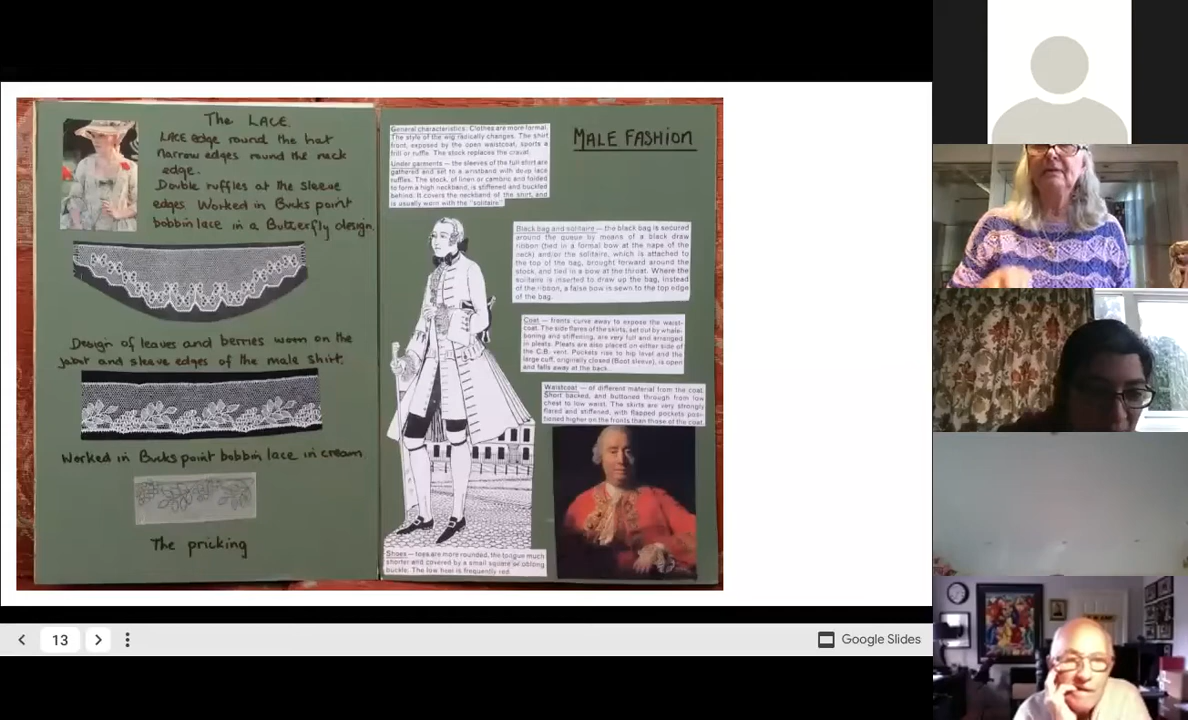 The LACE.
LACE edge round the hat
Narrow edges round the neck
edge.
Double ruffles at the sleeve
edges. Worked in Bucks point
bobbin lace in a Butterfly design.
Design of leaves and berries worn on the
jabot and sleeve edges of the male shirt.
Worked in Bucks point bobbin lace in cream.
The pricking
MALE FASHION
General characteristics: Clothes are more formal.
The style of the wig radically changes. The shirt
front, exposed by the open waistcoat, sports a
frill or ruffle. The stock replaces the cravat.
Under garments — the sleeves of the full shirt are
gathered and set to a wristband with deep lace
ruffles. The stock, of linen or cambric and folded
to form a high neckband, is stiffened and buckled
behind. It covers the neckband of the shirt, and
is usually worn with the "solitaire"
Black bag and solitaire — the black bag is secured
around the queue by means of a black draw
ribbon (tied in a formal bow at the nape of the
neck) and/or the solitaire, which is attached to
the top of the bag, brought forward around the
stock, and tied in a bow at the throat. Where the
solitaire is inserted to draw up the bag, instead
of the ribbon, a false bow is sewn to the top edge
of the bag.
Coat — fronts curve away to expose the waist-
coat. The side flares of the skirts, set out by whale-
boning and stiffening, are very full and arranged
in pleats. Pleats are also placed on either side of
the C.B. vent. Pockets rise to hip level and the
large cuff, originally closed (Boot sleeve), is open
and falls away at the back.
Waistcoat — of different material from the coat.
Short backed, and buttoned through from low
chest to low waist. The skirts are very strongly
flared and stiffened, with flapped pockets posi-
tioned higher on the fronts than those of the coat.
Shoes — toes are more rounded, the tongue much
shorter and covered by a small square or oblong
buckle. The low heel is frequently red.
13
Google Slides